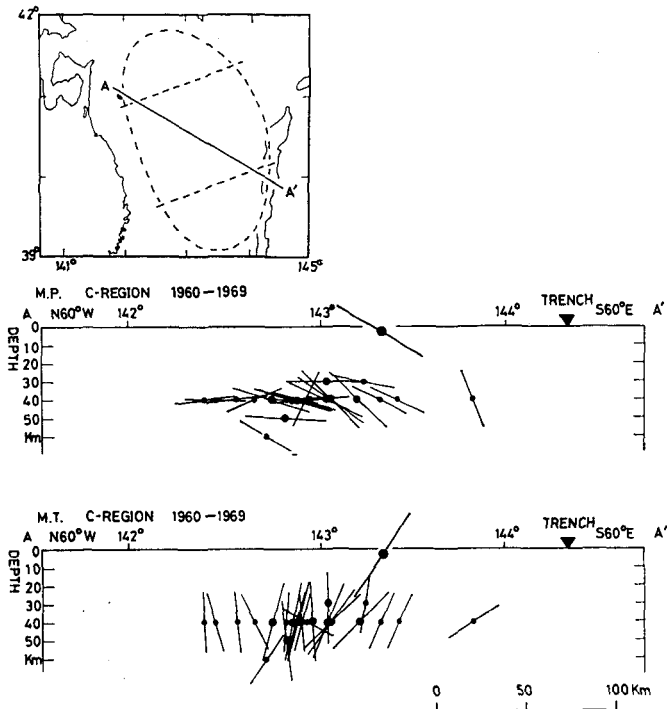 42°
A
A'
39°
141°
145°
M.P. C-REGION 1960–1969
A N60°W 142° 143° 144° TRENCH S60°E A'
DEPTH
0
10
20
30
40
50
Km
M.T. C-REGION 1960–1969
A N60°W 142° 143° 144° TRENCH S60°E A'
DEPTH
0
10
20
30
40
50
Km
0 50 100 Km